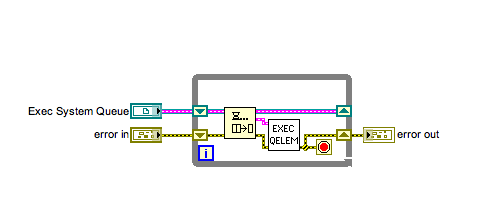 Exec System Queue
error in
EXEC
QELEM
error out
i